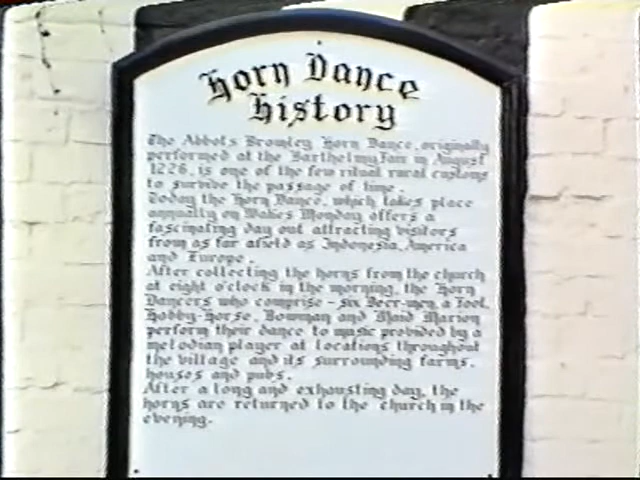 Horn Dance
History
The Abbots Bromley Horn Dance, originally
performed at the Barthelmy Fair in August
1226, is one of the few ritual rural customs
to survive the passage of time.
Today the Horn Dance, which takes place
annually on Wakes Monday offers a
fascinating day out attracting visitors
from as far afield as Indonesia, America
and Europe.
After collecting the horns from the church
at eight o'clock in the morning, the Horn
Dancers who comprise - six Deer-men, a Fool,
Hobby-Horse, Bowman and Maid Marion
perform their dance to music provided by a
melodian player at locations throughout
the village and its surrounding farms,
houses and pubs.
After a long and exhausting day, the
horns are returned to the church in the
evening.